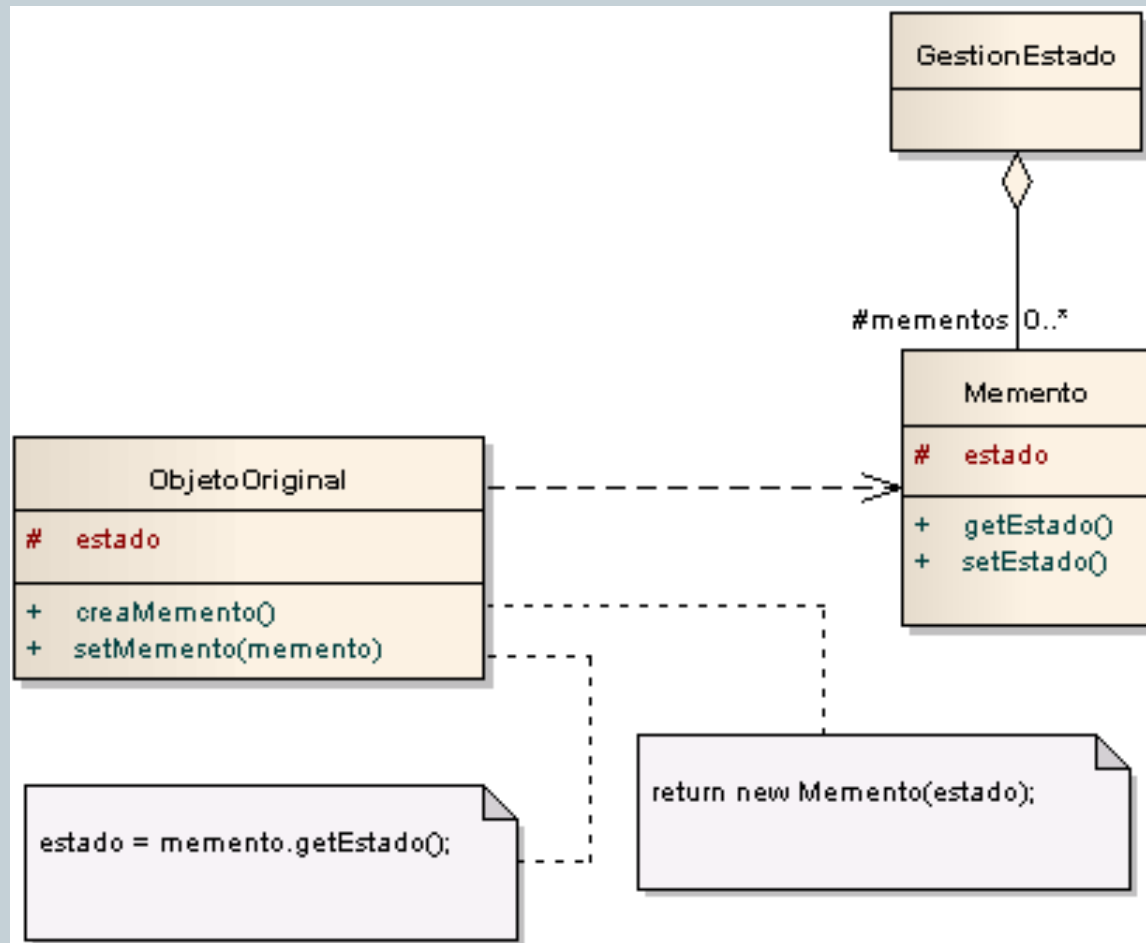 GestionEstado
#mementos 0..*
Memento
# estado
+ getEstado()
+ setEstado()
ObjetoOriginal
# estado
+ creaMemento()
+ setMemento(memento)
return new Memento(estado);
estado = memento.getEstado();